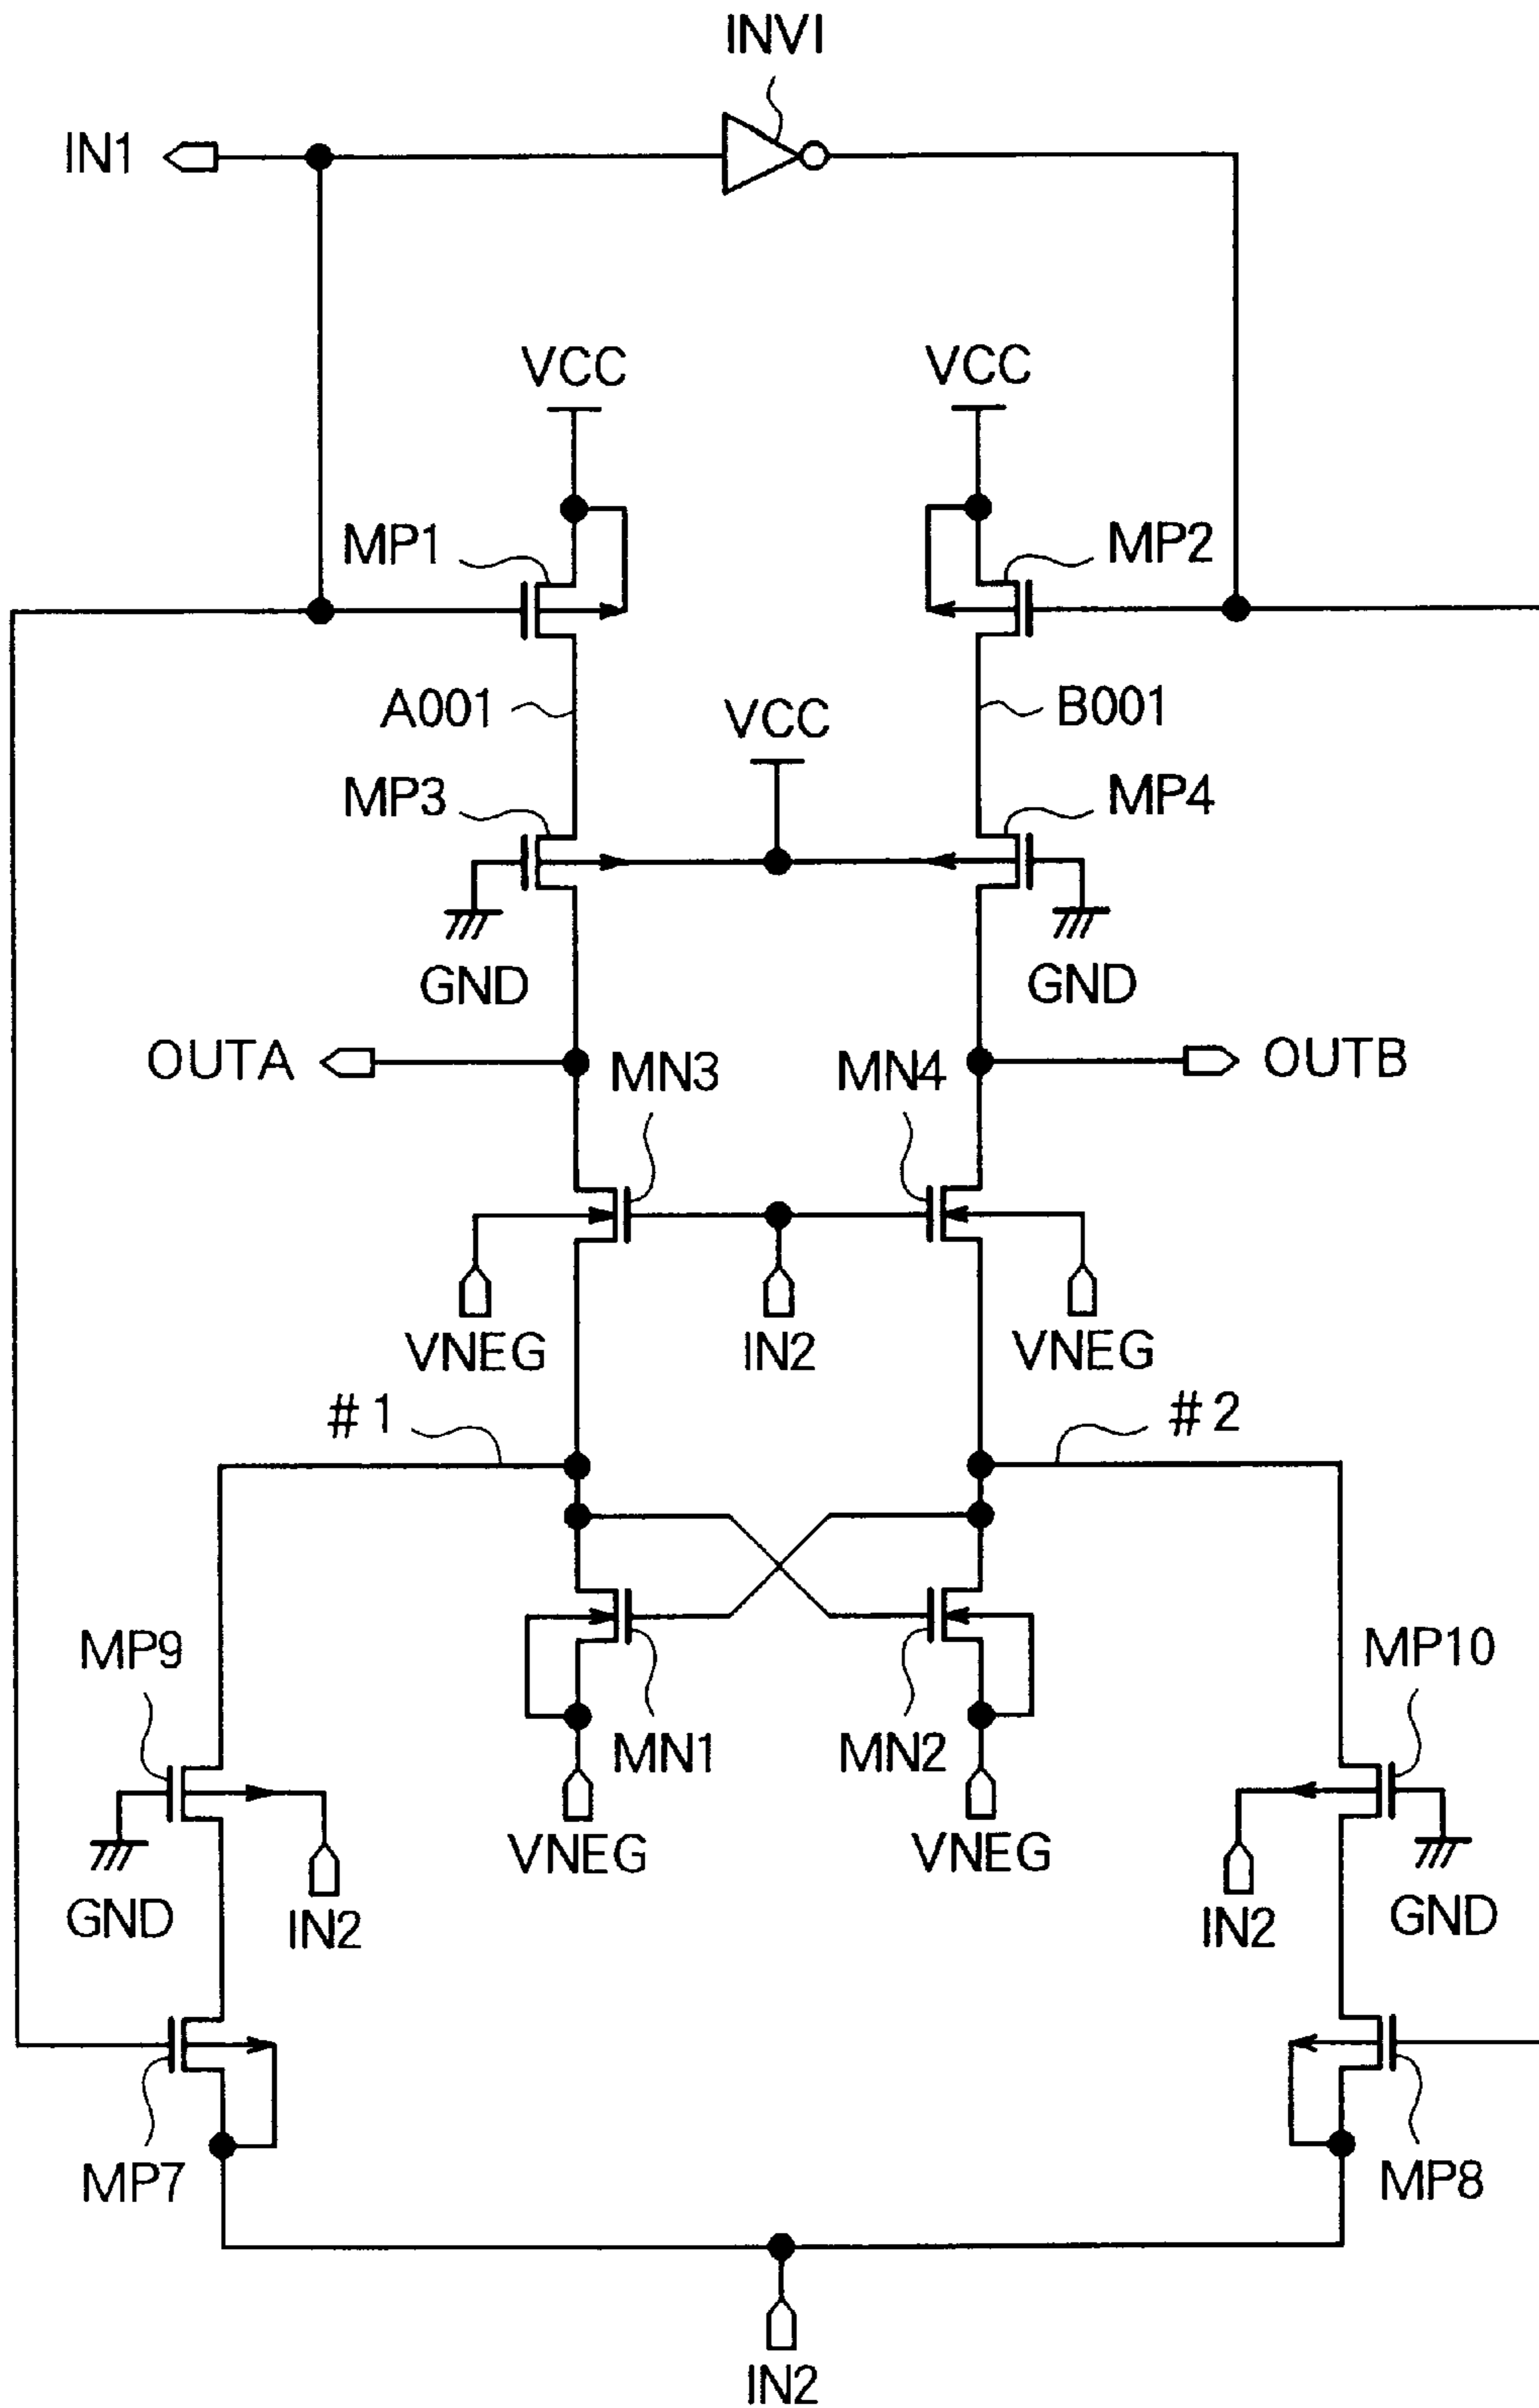 INVI
IN1
VCC
VCC
MP1
MP2
A001
VCC
B001
MP3
MP4
GND
GND
OUTA
MN3
MN4
OUTB
VNEG
IN2
VNEG
#1
#2
MP9
MP10
MN1
MN2
VNEG
VNEG
GND
IN2
IN2
GND
MP7
MP8
IN2